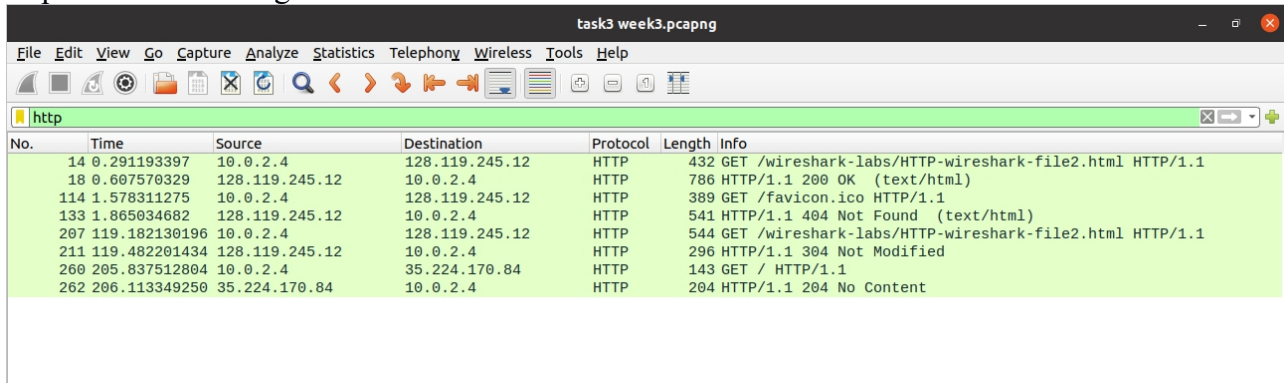 task3 week3.pcapng
File Edit View Go Capture Analyze Statistics Telephony Wireless Tools Help
http
No. Time Source Destination Protocol Length Info
14 0.291193397 10.0.2.4 128.119.245.12 HTTP 432 GET /wireshark-labs/HTTP-wireshark-file2.html HTTP/1.1
18 0.607570329 128.119.245.12 10.0.2.4 HTTP 786 HTTP/1.1 200 OK (text/html)
114 1.578311275 10.0.2.4 128.119.245.12 HTTP 389 GET /favicon.ico HTTP/1.1
133 1.865034682 128.119.245.12 10.0.2.4 HTTP 541 HTTP/1.1 404 Not Found (text/html)
207 119.182130196 10.0.2.4 128.119.245.12 HTTP 544 GET /wireshark-labs/HTTP-wireshark-file2.html HTTP/1.1
211 119.482201434 128.119.245.12 10.0.2.4 HTTP 296 HTTP/1.1 304 Not Modified
260 205.837512804 10.0.2.4 35.224.170.84 HTTP 143 GET / HTTP/1.1
262 206.113349250 35.224.170.84 10.0.2.4 HTTP 204 HTTP/1.1 204 No Content